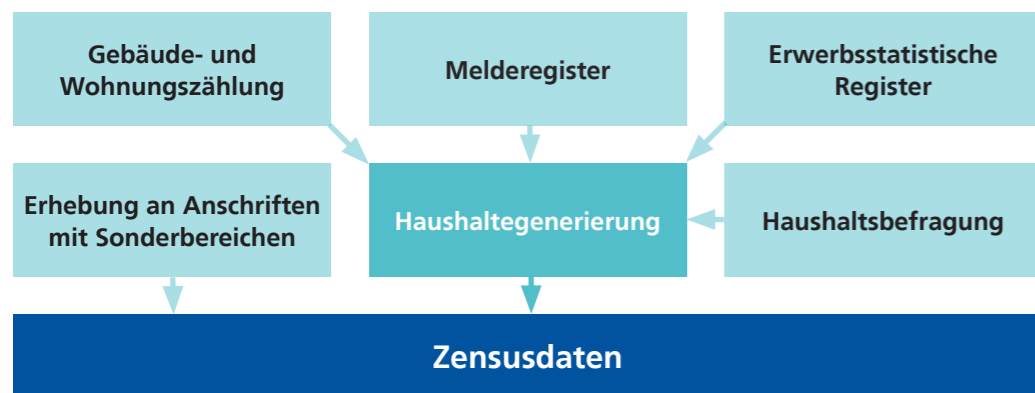 Gebäude- und
Wohnungszählung
Melderegister
Erwerbsstatistische
Register
Erhebung an Anschriften
mit Sonderbereichen
Haushaltegenerierung
Haushaltsbefragung
Zensusdaten